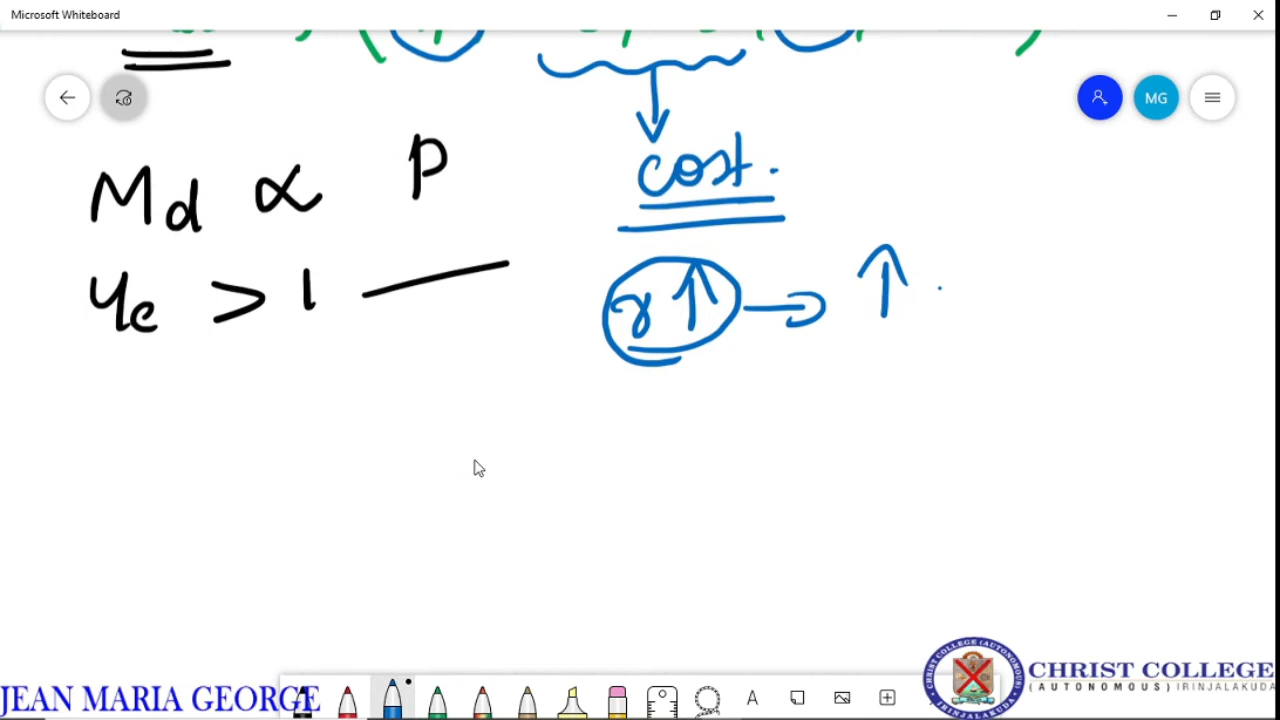 Microsoft Whiteboard
MG
Md ∝ P
cost.
Ye > 1 —
r ↑ → ↑ .
A
JEAN MARIA GEORGE
CHRIST COLLEGE
(AUTONOMOUS) IRINJALAKUDA